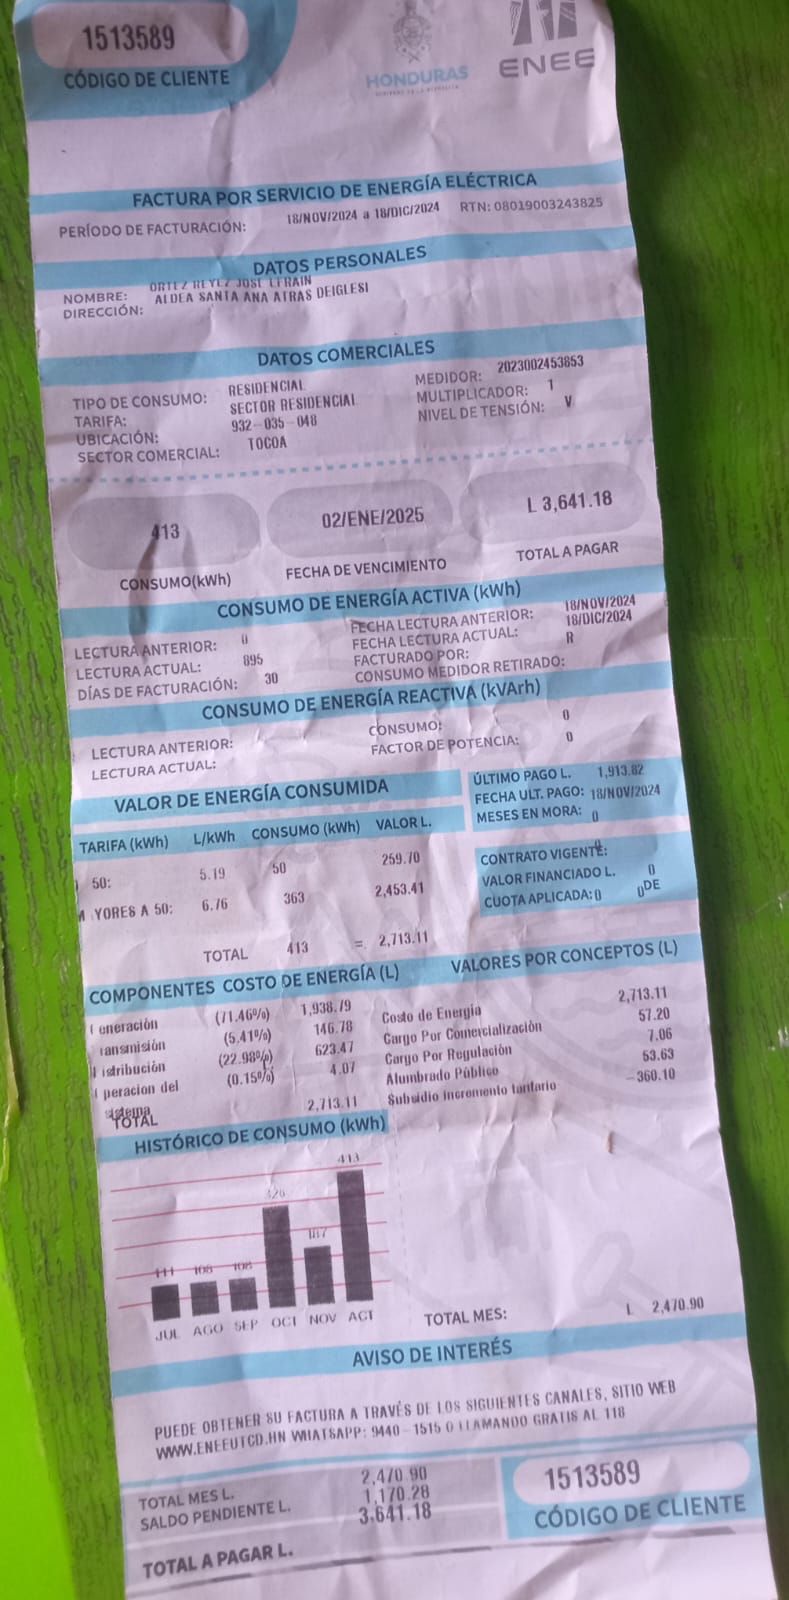 1513589
CÓDIGO DE CLIENTE
HONDURAS
ENEE
FACTURA POR SERVICIO DE ENERGÍA ELÉCTRICA
PERÍODO DE FACTURACIÓN: 18/NOV/2024 a 18/DIC/2024 RTN: 08019003243825
DATOS PERSONALES
NOMBRE: ORTEZ REYEZ JOSE EFRAIN
DIRECCIÓN: ALDEA SANTA ANA ATRAS DEIGLESI
DATOS COMERCIALES
TIPO DE CONSUMO: RESIDENCIAL MEDIDOR: 2023002453853
TARIFA: SECTOR RESIDENCIAL MULTIPLICADOR: 1
UBICACIÓN: 932-035-048 NIVEL DE TENSIÓN: V
SECTOR COMERCIAL: TOCOA
413 02/ENE/2025 L 3,641.18
CONSUMO(kWh) FECHA DE VENCIMIENTO TOTAL A PAGAR
CONSUMO DE ENERGÍA ACTIVA (kWh)
LECTURA ANTERIOR: 0 FECHA LECTURA ANTERIOR: 18/NOV/2024
LECTURA ACTUAL: 895 FECHA LECTURA ACTUAL: 18/DIC/2024
DÍAS DE FACTURACIÓN: 30 FACTURADO POR: R
CONSUMO MEDIDOR RETIRADO:
CONSUMO DE ENERGÍA REACTIVA (kVArh)
LECTURA ANTERIOR: CONSUMO: 0
LECTURA ACTUAL: FACTOR DE POTENCIA: 0
VALOR DE ENERGÍA CONSUMIDA
ÚLTIMO PAGO L. 1,913.82
FECHA ULT. PAGO: 18/NOV/2024
MESES EN MORA: 0
TARIFA (kWh) L/kWh CONSUMO (kWh) VALOR L.
50: 5.19 50 259.70
YORES A 50: 6.76 363 2,453.41
TOTAL 413 = 2,713.11
CONTRATO VIGENTE:
VALOR FINANCIADO L. 0
CUOTA APLICADA: 0 0DE
COMPONENTES COSTO DE ENERGÍA (L)
eneración (71.46%) 1,938.79
ransmisión (5.41%) 146.78
istribución (22.98%) 623.47
peracion del sistema (0.15%) 4.07
TOTAL 2,713.11
VALORES POR CONCEPTOS (L)
Costo de Energía 2,713.11
Cargo Por Comercialización 57.20
Cargo Por Regulación 7.06
Alumbrado Público 53.63
Subsidio incremento tarifario -360.10
HISTÓRICO DE CONSUMO (kWh)
111 108 108 326 187 413
JUL AGO SEP OCT NOV ACT
TOTAL MES: L 2,470.90
AVISO DE INTERÉS
PUEDE OBTENER SU FACTURA A TRAVÉS DE LOS SIGUIENTES CANALES, SITIO WEB
WWW.ENEEUTCD.HN WHATSAPP: 9440-1515 O LLAMANDO GRATIS AL 118
TOTAL MES L. 2,470.90
SALDO PENDIENTE L. 1,170.28
TOTAL A PAGAR L. 3,641.18
1513589
CÓDIGO DE CLIENTE